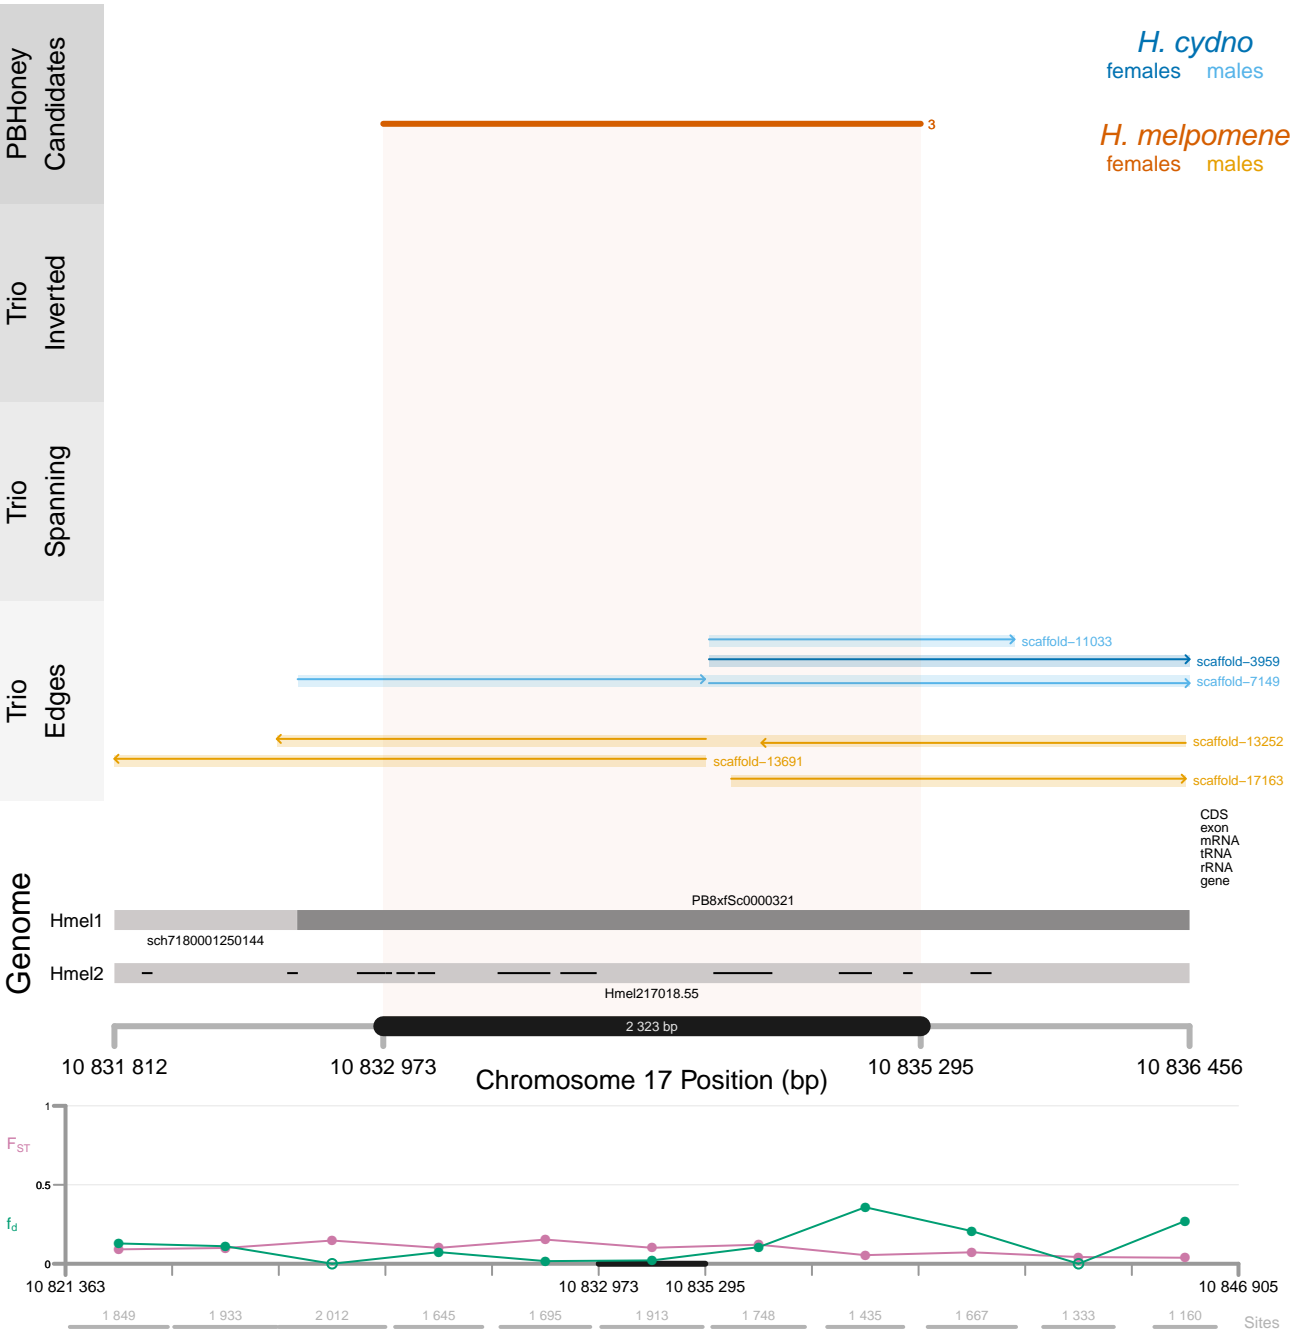 PBHoney
Candidates
H. cydno
females males
3
H. melpomene
females males
Trio
Inverted
Trio
Spanning
Trio
Edges
scaffold−11033
scaffold−3959
scaffold−7149
scaffold−13252
scaffold−13691
scaffold−17163
CDS
exon
mRNA
tRNA
rRNA
gene
Genome
PB8xfSc0000321
Hmel1
sch7180001250144
Hmel2
Hmel217018.55
2 323 bp
10 831 812 10 832 973 10 835 295 10 836 456
Chromosome 17 Position (bp)
1
FST
0.5
fd
0
10 821 363 10 832 973 10 835 295 10 846 905
1 849 1 933 2 012 1 645 1 695 1 913 1 748 1 435 1 667 1 333 1 160 Sites